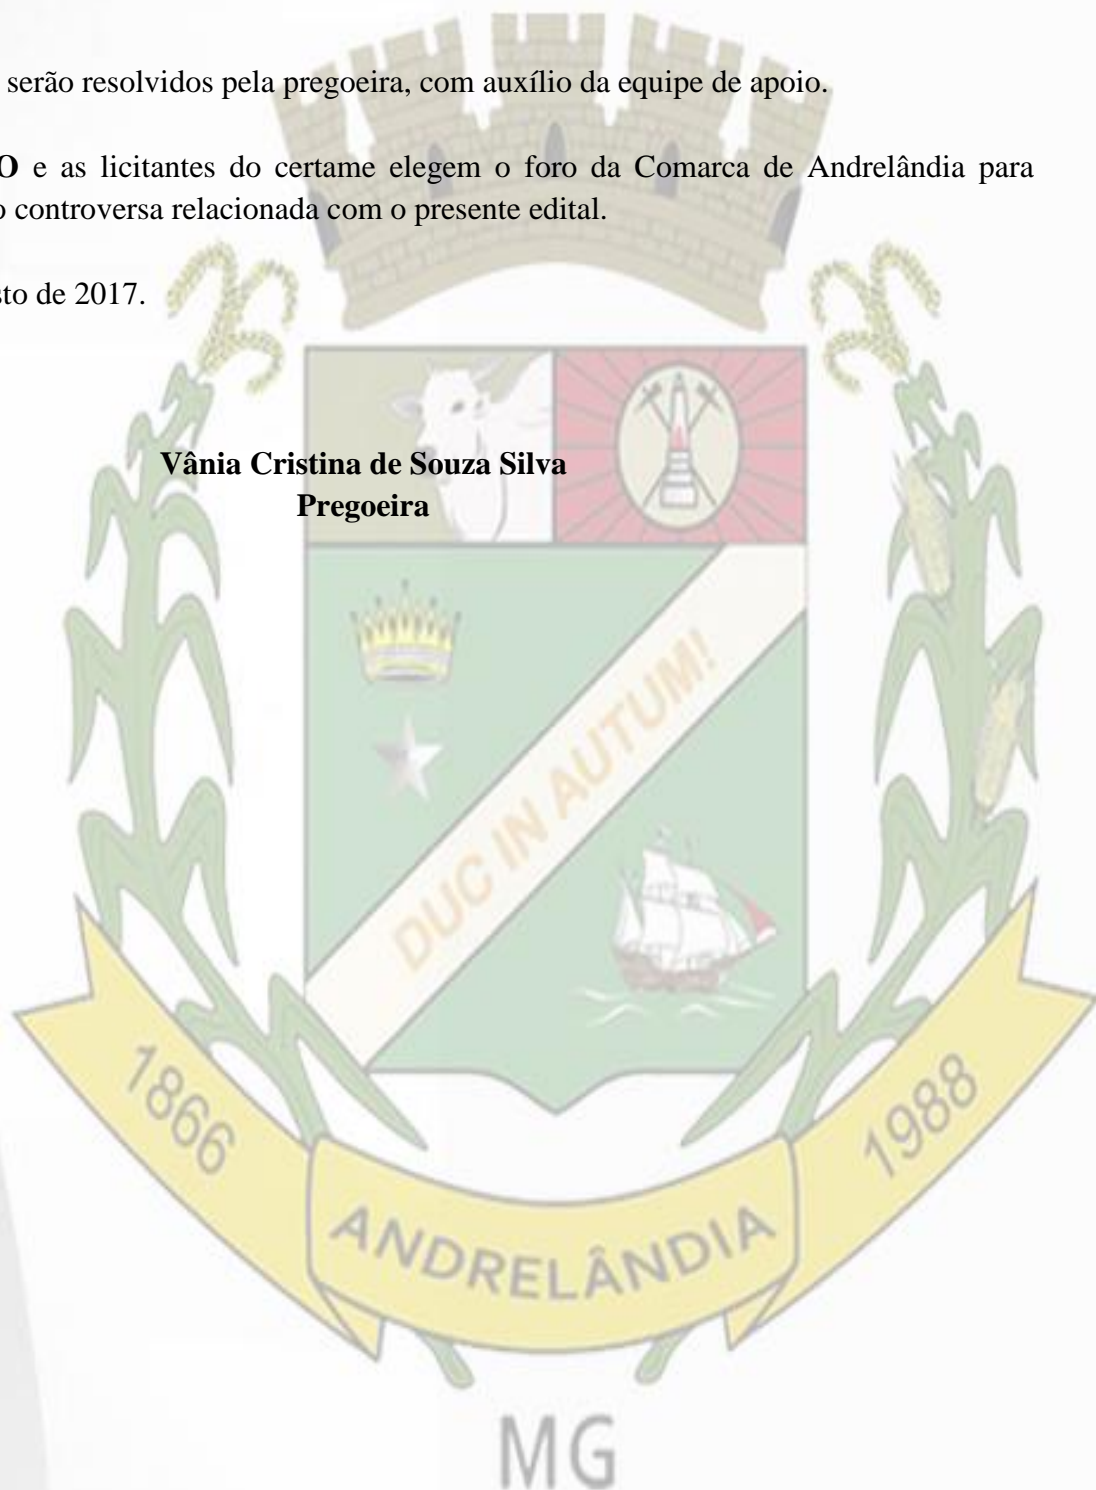 serão resolvidos pela pregoeira, com auxílio da equipe de apoio.
O e as licitantes do certame elegem o foro da Comarca de Andrelândia para
o controversa relacionada com o presente edital.
sto de 2017.
Vânia Cristina de Souza Silva
Pregoeira
DUC IN AUTUM!
1866
ANDRELÂNDIA
1988
MG